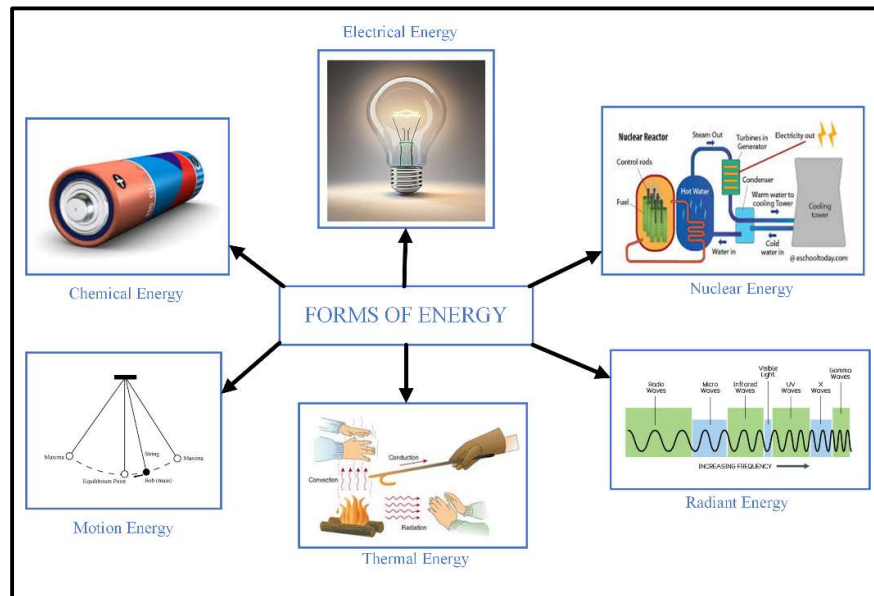 Electrical Energy
Chemical Energy
Nuclear Reactor
Control rods
Fuel
Steam Out
Hot Water
Water in
Turbines in
Generator
Electricity out
Condenser
Warm water to
cooling Tower
Cooling
tower
Cold
water in
@ eschooltoday.com
Nuclear Energy
FORMS OF ENERGY
Maxima
Equilibrium Point
String
Bob (mass)
Maxima
Motion Energy
Convection
Conduction
Radiation
Thermal Energy
Radio
Waves
Micro
Waves
Infrared
Waves
Visible
Light
UV
Waves
X
Waves
Gamma
Waves
INCREASING FREQUENCY
Radiant Energy